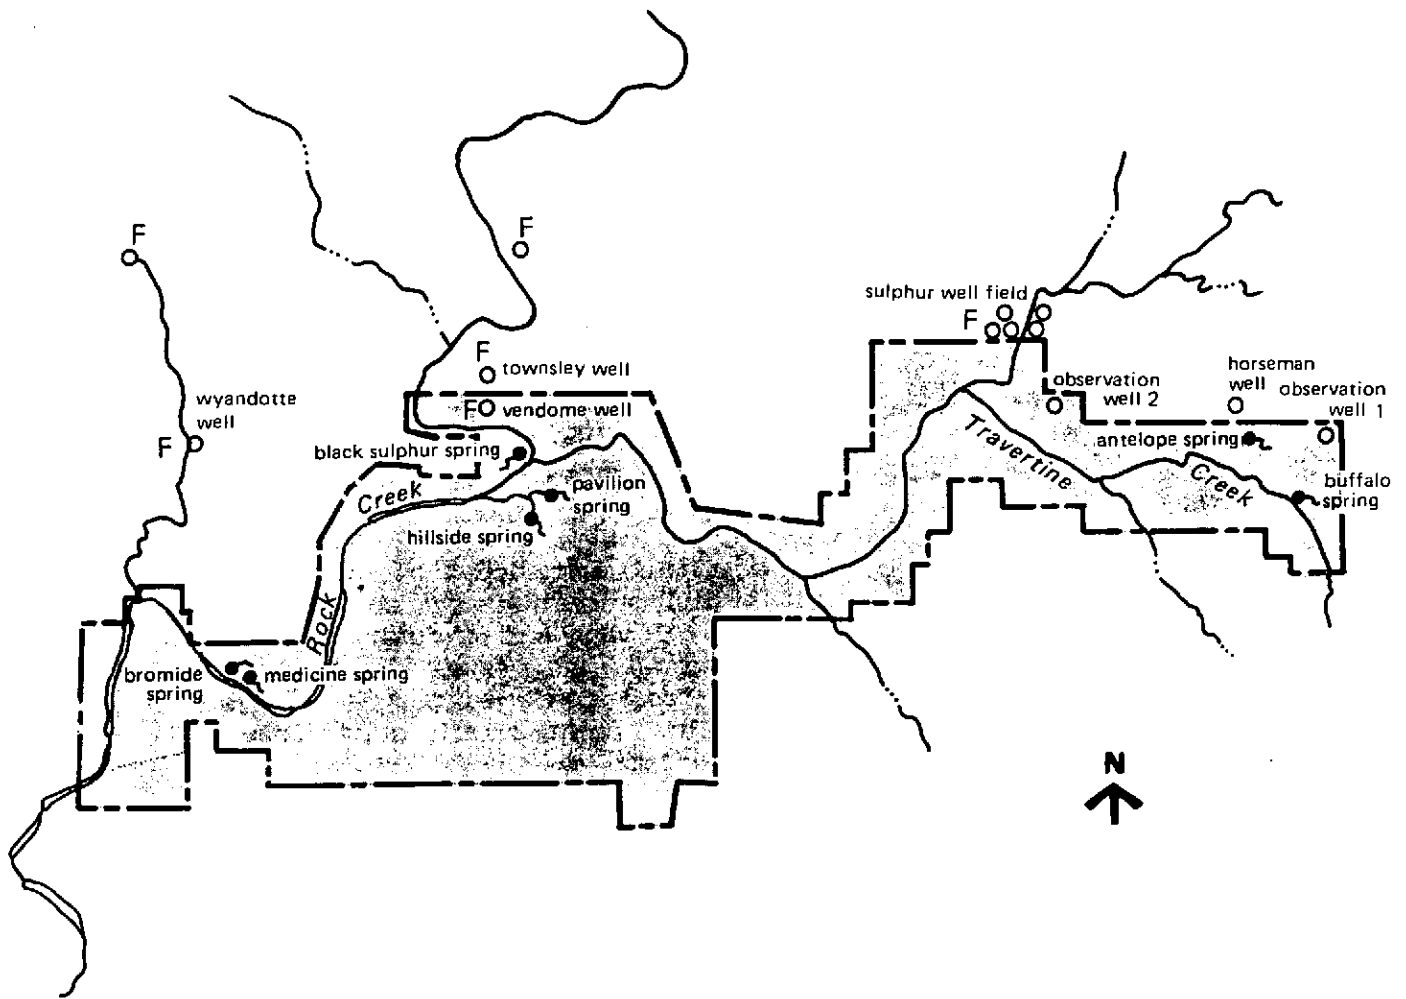 F
F
sulphur well field
F
F
townsley well
horseman
well
observation
well 2
observation
well 1
wyandotte
well
F
F
vendome well
antelope spring
black sulphur spring
Travertine
Creek
buffalo
spring
pavilion
spring
Creek
hillside spring
Rock
bromide
spring
medicine spring
N